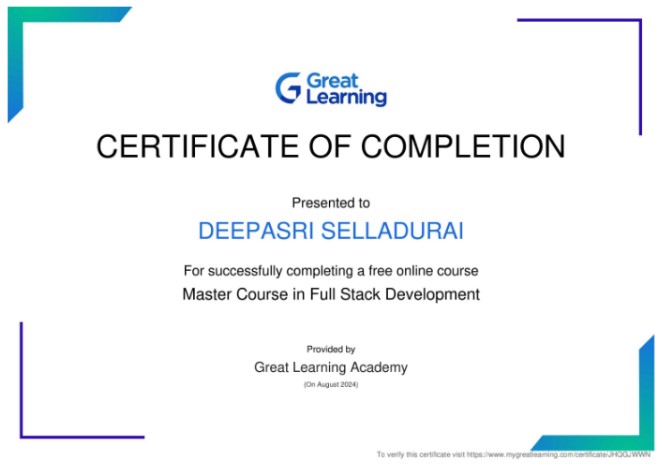 Great
Learning
CERTIFICATE OF COMPLETION
Presented to
DEEPASRI SELLADURAI
For successfully completing a free online course
Master Course in Full Stack Development
Provided by
Great Learning Academy
(On August 2024)
To verify this certificate visit https://www.mygreatlearning.com/certificate/JHQGJWWN